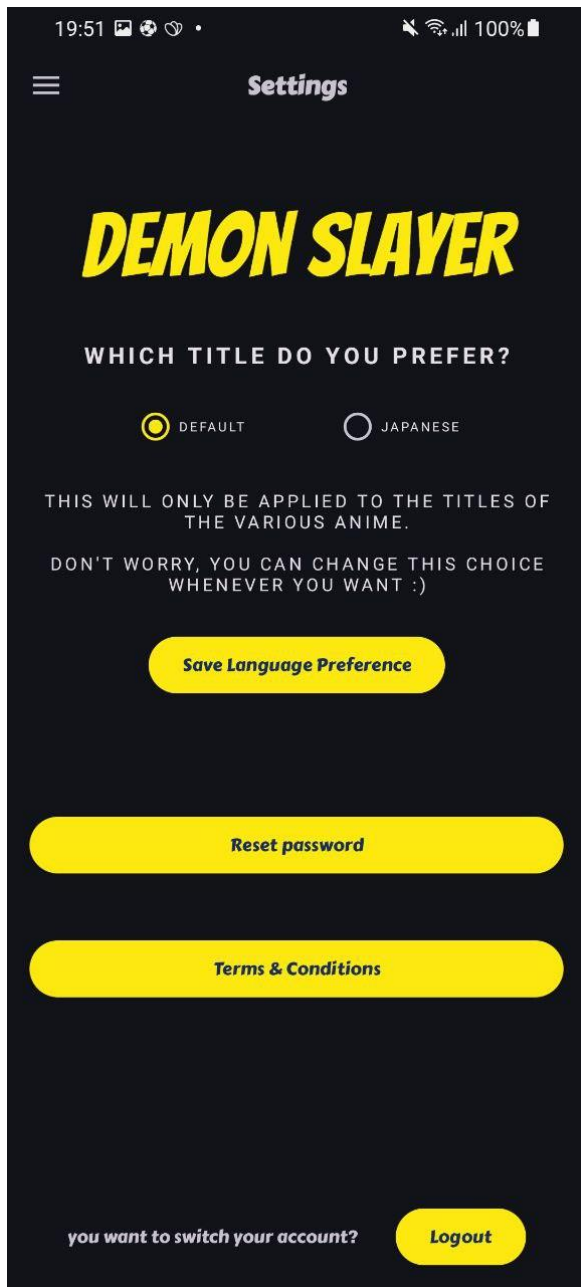 19:51 100%
Settings
DEMON SLAYER
WHICH TITLE DO YOU PREFER?
DEFAULT JAPANESE
THIS WILL ONLY BE APPLIED TO THE TITLES OF
THE VARIOUS ANIME.
DON'T WORRY, YOU CAN CHANGE THIS CHOICE
WHENEVER YOU WANT :)
Save Language Preference
Reset password
Terms & Conditions
you want to switch your account? Logout